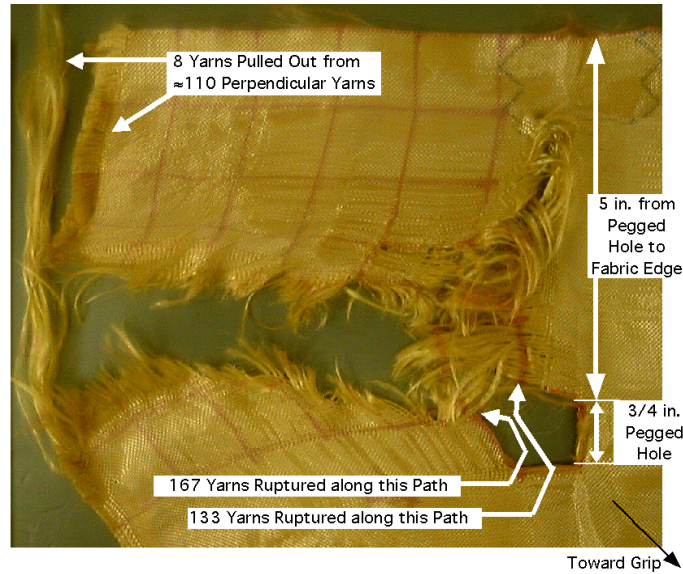 8 Yarns Pulled Out from
≈110 Perpendicular Yarns
5 in. from
Pegged
Hole to
Fabric Edge
3/4 in.
Pegged
Hole
167 Yarns Ruptured along this Path
133 Yarns Ruptured along this Path
Toward Grip